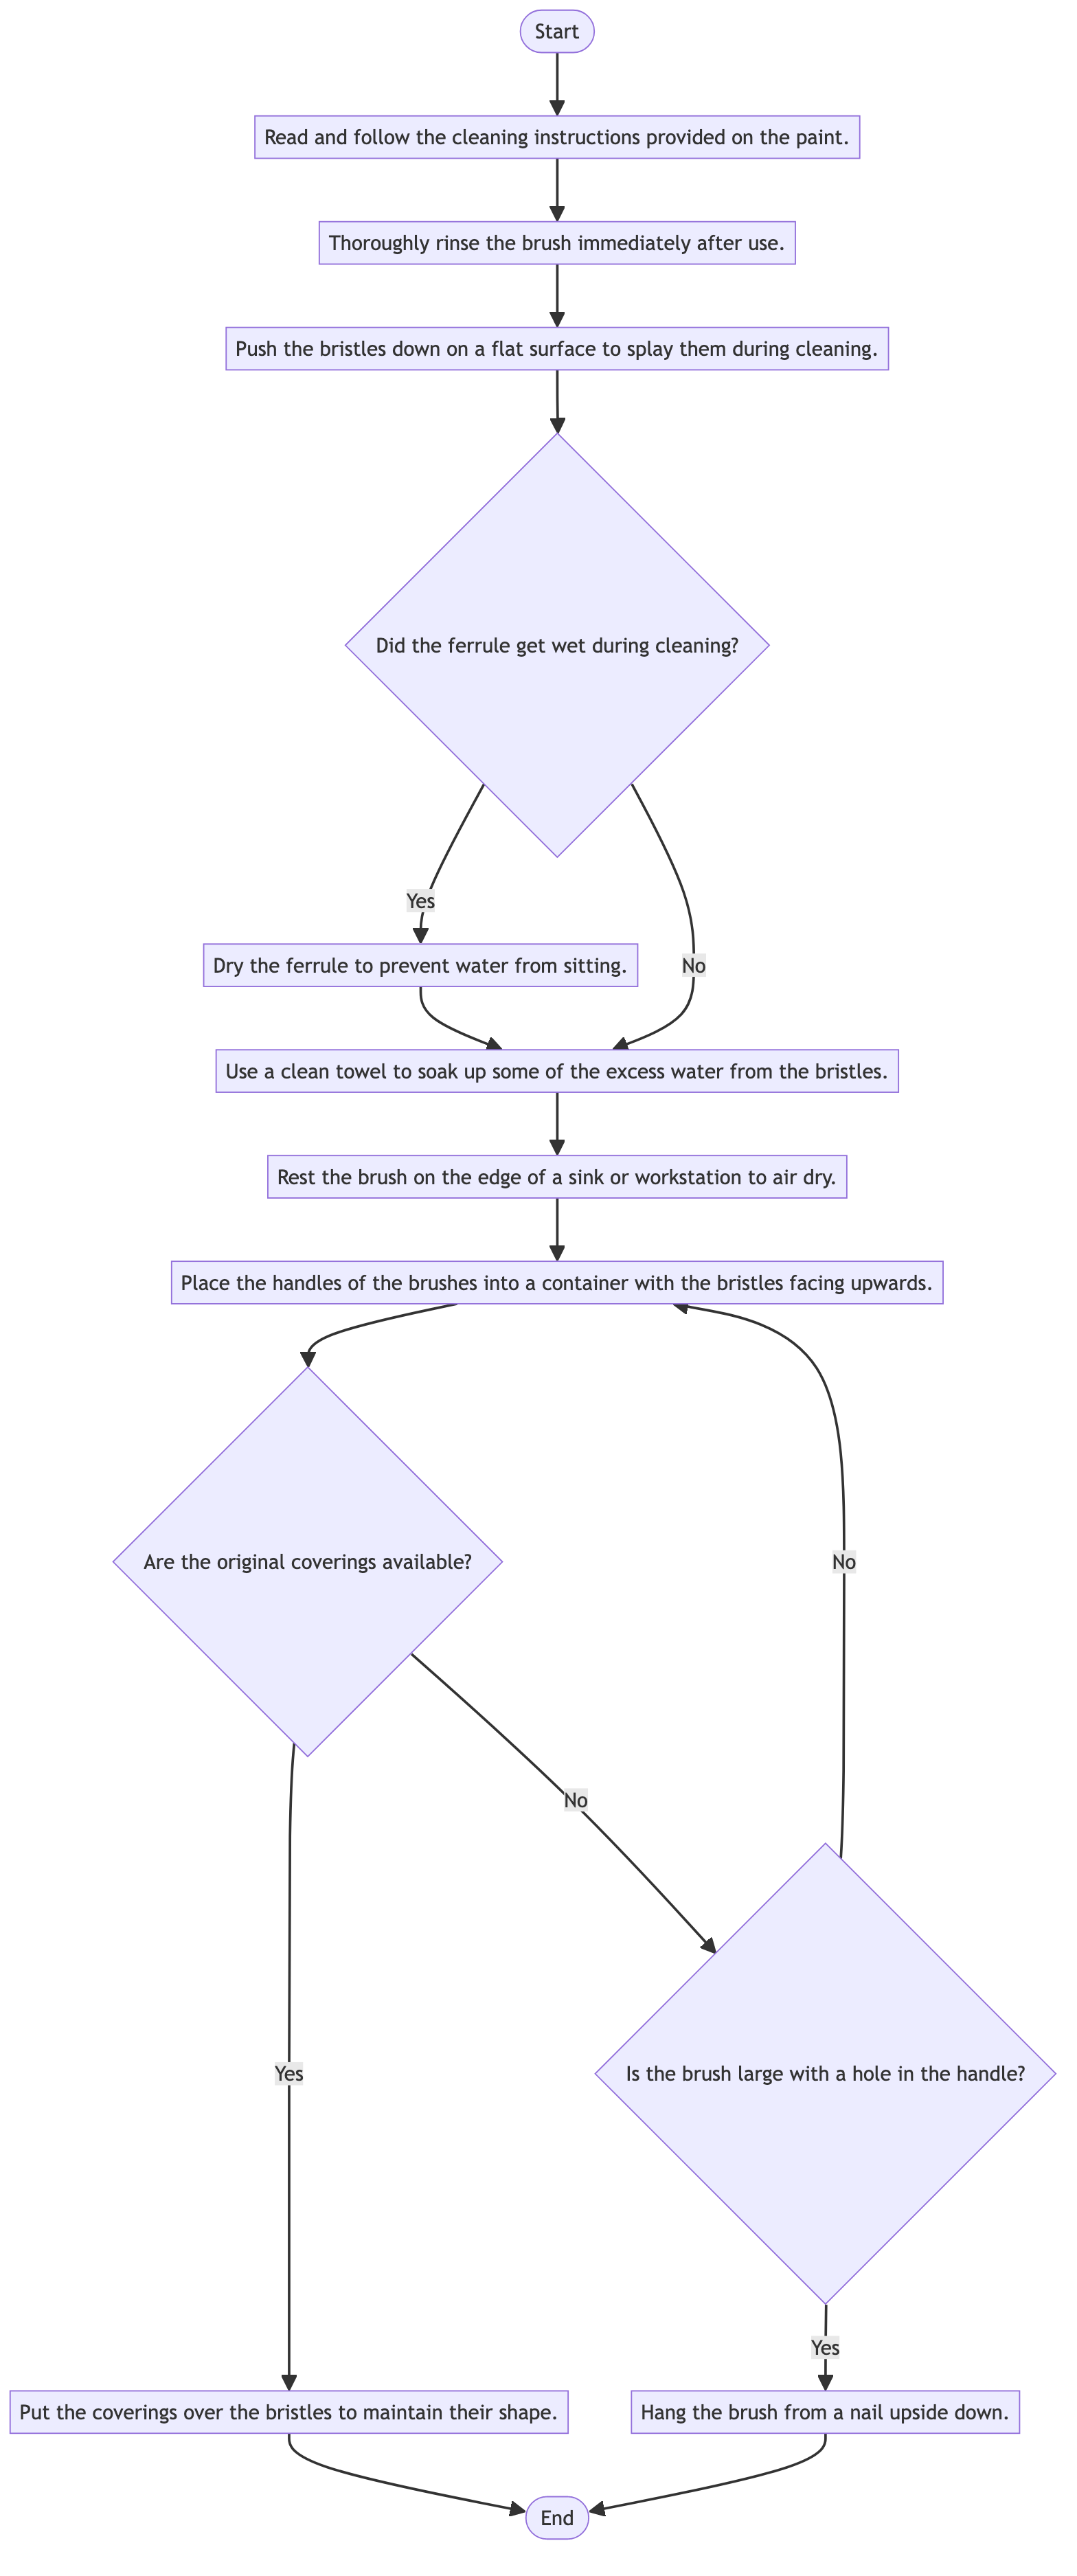 Start
Read and follow the cleaning instructions provided on the paint.
Thoroughly rinse the brush immediately after use.
Push the bristles down on a flat surface to splay them during cleaning.
Did the ferrule get wet during cleaning?
Yes
Dry the ferrule to prevent water from sitting.
No
Use a clean towel to soak up some of the excess water from the bristles.
Rest the brush on the edge of a sink or workstation to air dry.
Place the handles of the brushes into a container with the bristles facing upwards.
Are the original coverings available?
No
No
Yes
Is the brush large with a hole in the handle?
Yes
Put the coverings over the bristles to maintain their shape.
Hang the brush from a nail upside down.
End